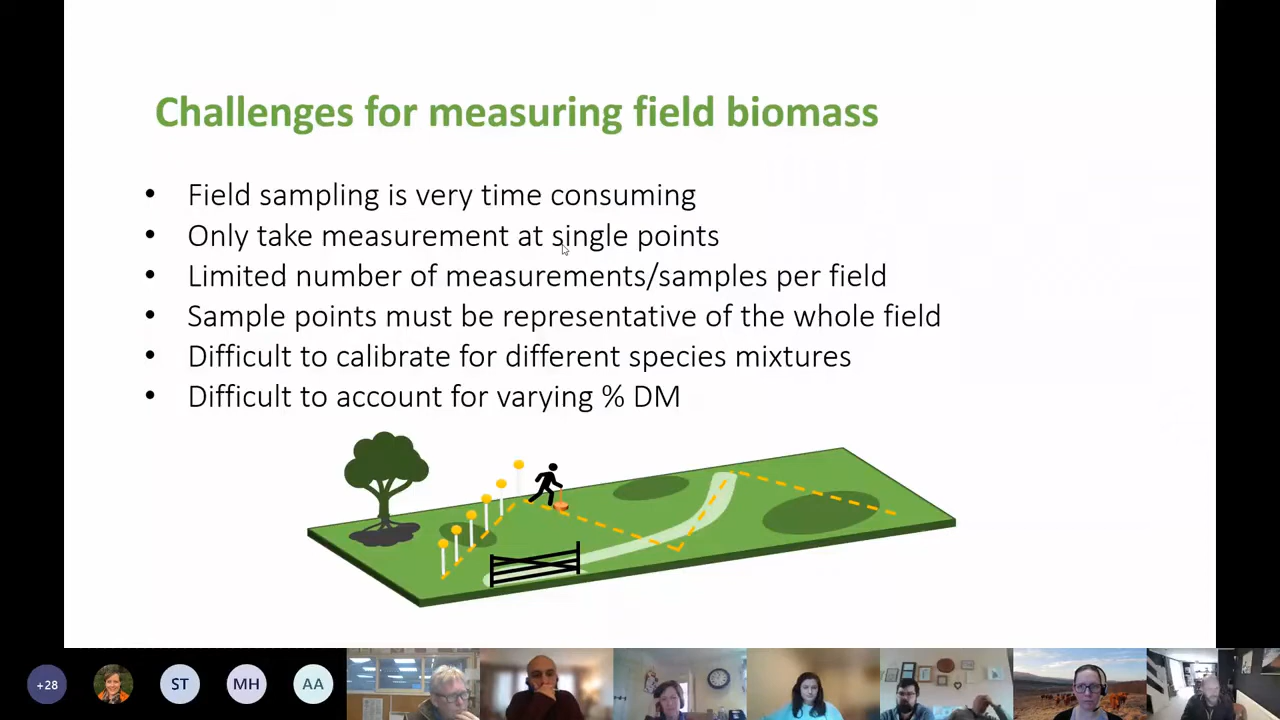 Challenges for measuring field biomass
• Field sampling is very time consuming
• Only take measurement at single points
• Limited number of measurements/samples per field
• Sample points must be representative of the whole field
• Difficult to calibrate for different species mixtures
• Difficult to account for varying % DM
+28 ST MH AA